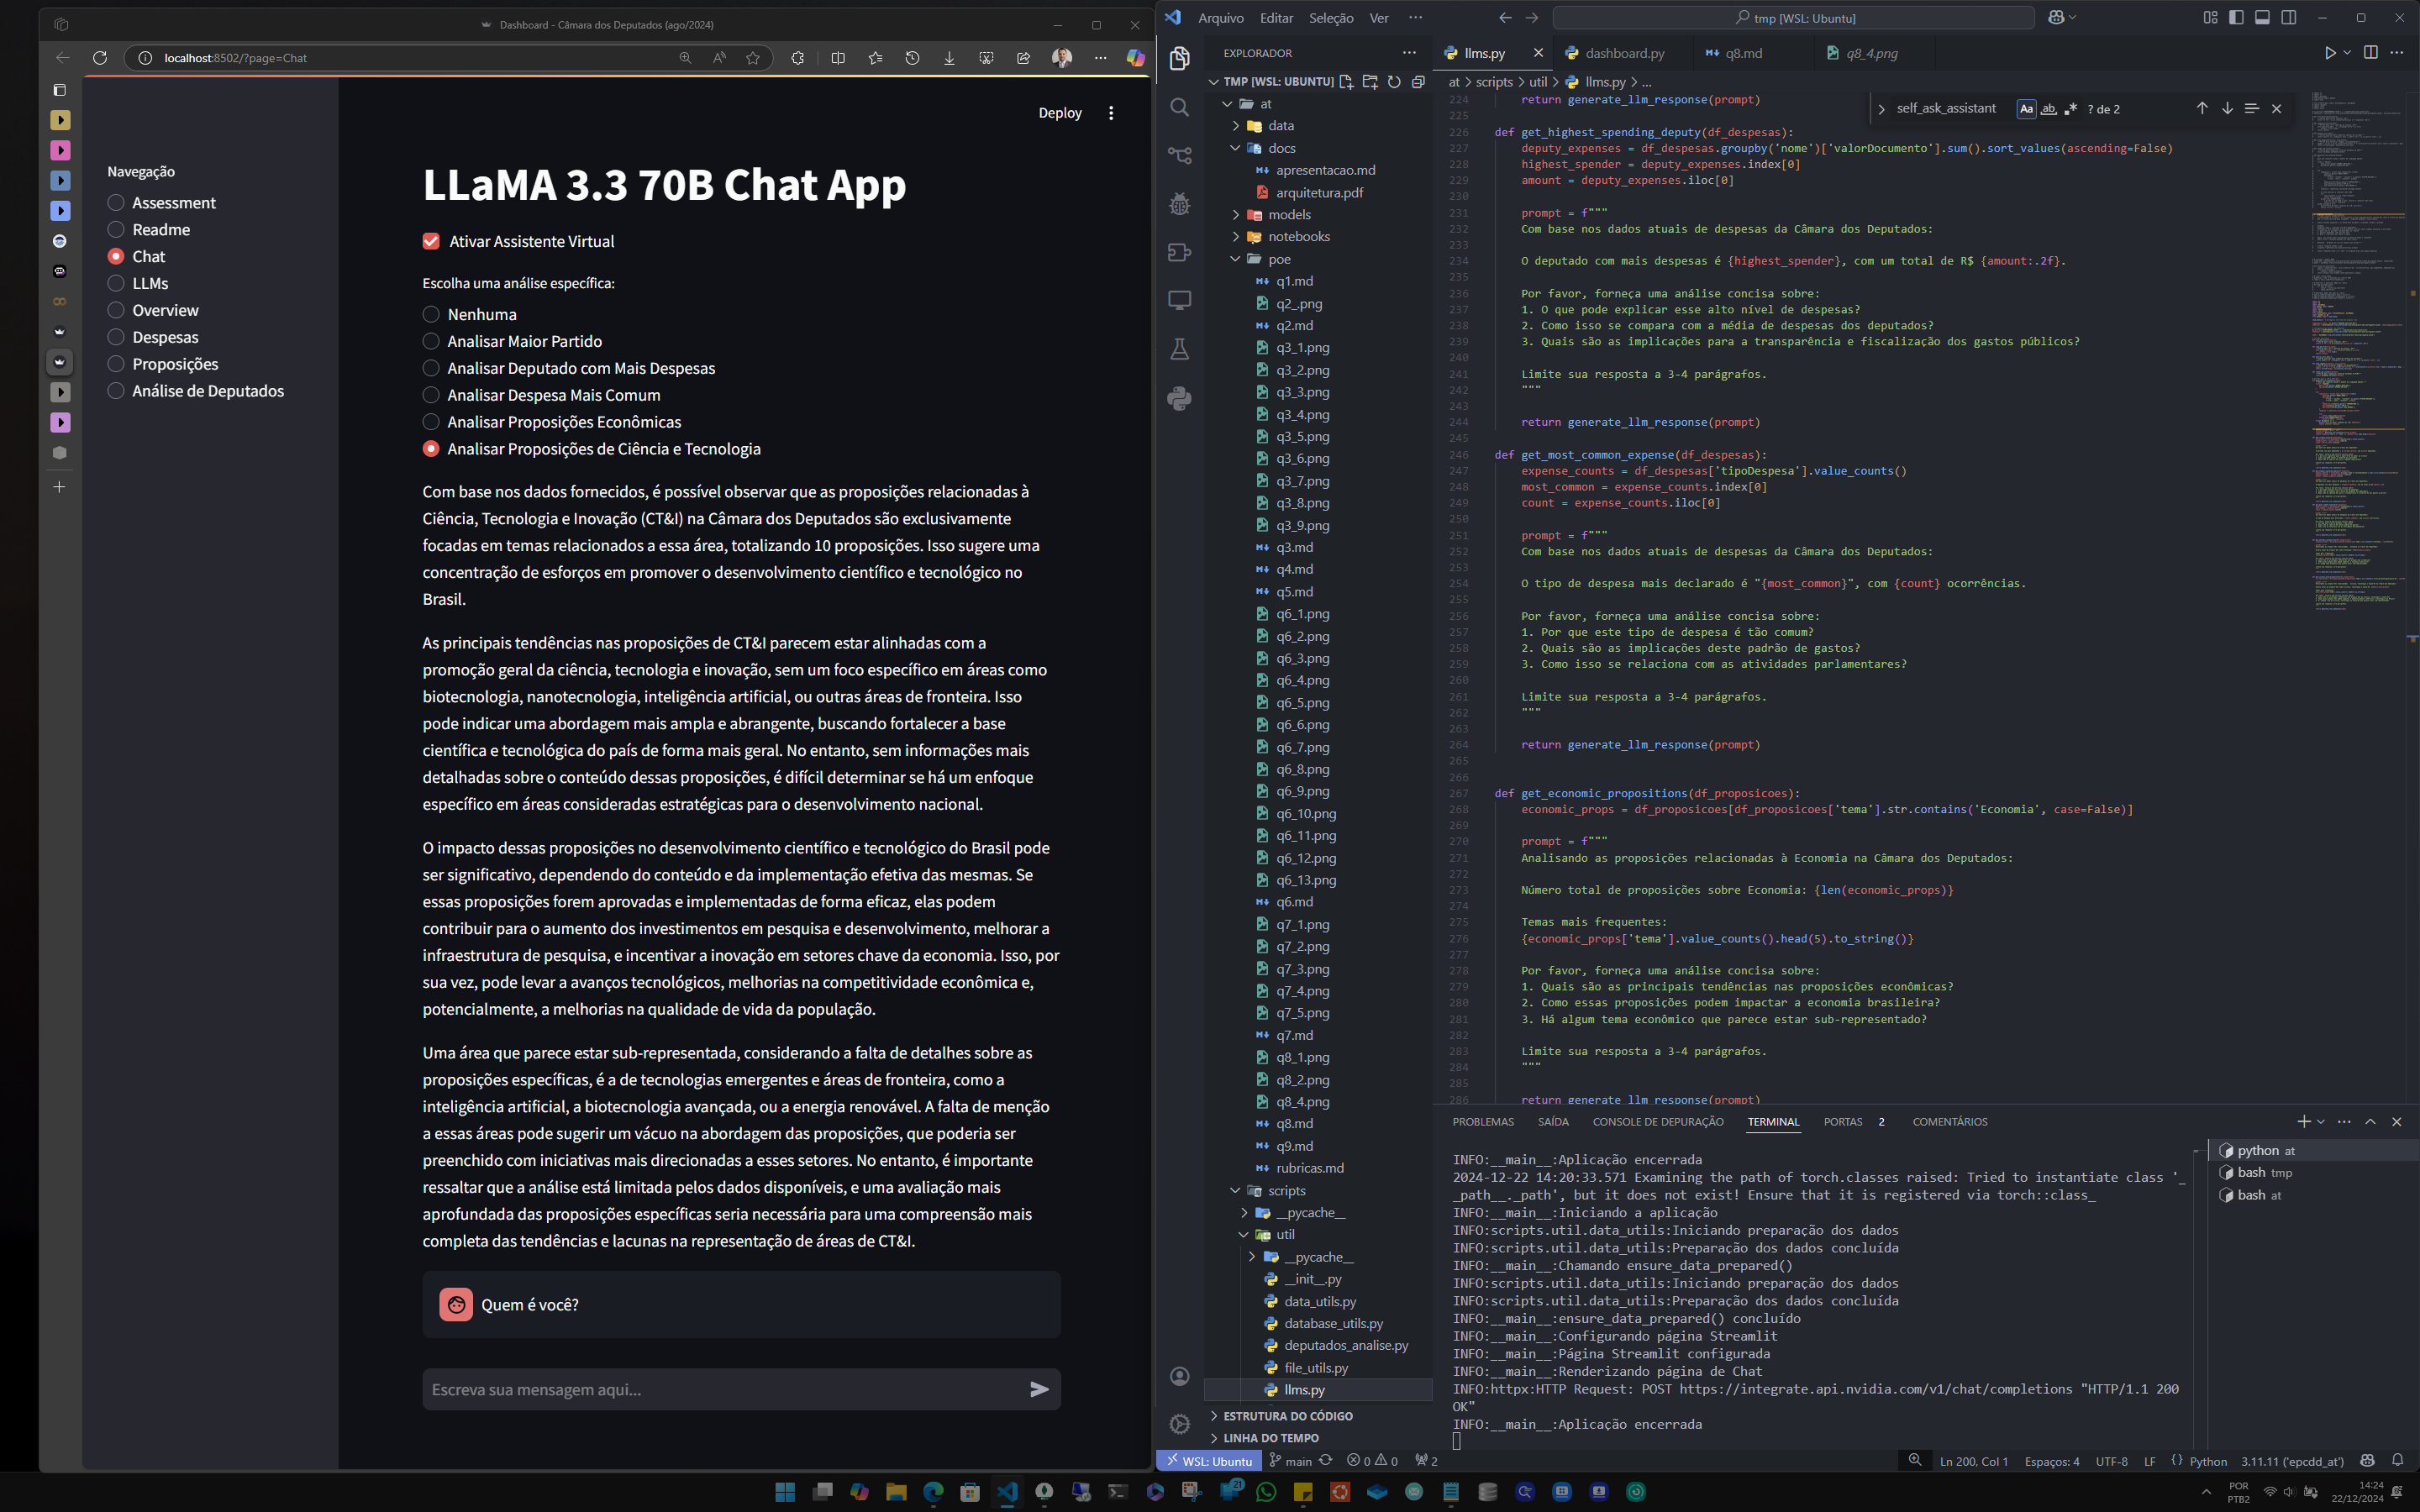 Dashboard - Câmara dos Deputados (ago/2024)
localhost:8502/?page=Chat
Deploy
Navegação
Assessment
Readme
Chat
LLMs
Overview
Despesas
Proposições
Análise de Deputados
LLaMA 3.3 70B Chat App
Ativar Assistente Virtual
Escolha uma análise específica:
Nenhuma
Analisar Maior Partido
Analisar Deputado com Mais Despesas
Analisar Despesa Mais Comum
Analisar Proposições Econômicas
Analisar Proposições de Ciência e Tecnologia
Com base nos dados fornecidos, é possível observar que as proposições relacionadas à
Ciência, Tecnologia e Inovação (CT&I) na Câmara dos Deputados são exclusivamente
focadas em temas relacionados a essa área, totalizando 10 proposições. Isso sugere uma
concentração de esforços em promover o desenvolvimento científico e tecnológico no
Brasil.
As principais tendências nas proposições de CT&I parecem estar alinhadas com a
promoção geral da ciência, tecnologia e inovação, sem um foco específico em áreas como
biotecnologia, nanotecnologia, inteligência artificial, ou outras áreas de fronteira. Isso
pode indicar uma abordagem mais ampla e abrangente, buscando fortalecer a base
científica e tecnológica do país de forma mais geral. No entanto, sem informações mais
detalhadas sobre o conteúdo dessas proposições, é difícil determinar se há um enfoque
específico em áreas consideradas estratégicas para o desenvolvimento nacional.
O impacto dessas proposições no desenvolvimento científico e tecnológico do Brasil pode
ser significativo, dependendo do conteúdo e da implementação efetiva das mesmas. Se
essas proposições forem aprovadas e implementadas de forma eficaz, elas podem
contribuir para o aumento dos investimentos em pesquisa e desenvolvimento, melhorar a
infraestrutura de pesquisa, e incentivar a inovação em setores chave da economia. Isso, por
sua vez, pode levar a avanços tecnológicos, melhorias na competitividade econômica e,
potencialmente, a melhorias na qualidade de vida da população.
Uma área que parece estar sub-representada, considerando a falta de detalhes sobre as
proposições específicas, é a de tecnologias emergentes e áreas de fronteira, como a
inteligência artificial, a biotecnologia avançada, ou a energia renovável. A falta de menção
a essas áreas pode sugerir um vácuo na abordagem das proposições, que poderia ser
preenchido com iniciativas mais direcionadas a esses setores. No entanto, é importante
ressaltar que a análise está limitada pelos dados disponíveis, e uma avaliação mais
aprofundada das proposições específicas seria necessária para uma compreensão mais
completa das tendências e lacunas na representação de áreas de CT&I.
Quem é você?
Escreva sua mensagem aqui...
Arquivo Editar Seleção Ver ···
tmp [WSL: Ubuntu]
EXPLORADOR
TMP [WSL: UBUNTU]
at
data
docs
apresentacao.md
arquitetura.pdf
models
notebooks
poe
q1.md
q2_.png
q2.md
q3_1.png
q3_2.png
q3_3.png
q3_4.png
q3_5.png
q3_6.png
q3_7.png
q3_8.png
q3_9.png
q3.md
q4.md
q5.md
q6_1.png
q6_2.png
q6_3.png
q6_4.png
q6_5.png
q6_6.png
q6_7.png
q6_8.png
q6_9.png
q6_10.png
q6_11.png
q6_12.png
q6_13.png
q6.md
q7_1.png
q7_2.png
q7_3.png
q7_4.png
q7_5.png
q7.md
q8_1.png
q8_2.png
q8_4.png
q8.md
q9.md
rubricas.md
scripts
__pycache__
util
__pycache__
__init__.py
data_utils.py
database_utils.py
deputados_analise.py
file_utils.py
llms.py
ESTRUTURA DO CÓDIGO
LINHA DO TEMPO
llms.py dashboard.py q8.md q8_4.png
at > scripts > util > llms.py > ...
self_ask_assistant Aa ab ? de 2
224 return generate_llm_response(prompt)
225
226 def get_highest_spending_deputy(df_despesas):
227 deputy_expenses = df_despesas.groupby('nome')['valorDocumento'].sum().sort_values(ascending=False)
228 highest_spender = deputy_expenses.index[0]
229 amount = deputy_expenses.iloc[0]
230
231 prompt = f"""
232 Com base nos dados atuais de despesas da Câmara dos Deputados:
233
234 O deputado com mais despesas é {highest_spender}, com um total de R$ {amount:.2f}.
235
236 Por favor, forneça uma análise concisa sobre:
237 1. O que pode explicar esse alto nível de despesas?
238 2. Como isso se compara com a média de despesas dos deputados?
239 3. Quais são as implicações para a transparência e fiscalização dos gastos públicos?
240
241 Limite sua resposta a 3-4 parágrafos.
242 """
243
244 return generate_llm_response(prompt)
245
246 def get_most_common_expense(df_despesas):
247 expense_counts = df_despesas['tipoDespesa'].value_counts()
248 most_common = expense_counts.index[0]
249 count = expense_counts.iloc[0]
250
251 prompt = f"""
252 Com base nos dados atuais de despesas da Câmara dos Deputados:
253
254 O tipo de despesa mais declarado é "{most_common}", com {count} ocorrências.
255
256 Por favor, forneça uma análise concisa sobre:
257 1. Por que este tipo de despesa é tão comum?
258 2. Quais são as implicações deste padrão de gastos?
259 3. Como isso se relaciona com as atividades parlamentares?
260
261 Limite sua resposta a 3-4 parágrafos.
262 """
263
264 return generate_llm_response(prompt)
265
266
267 def get_economic_propositions(df_proposicoes):
268 economic_props = df_proposicoes[df_proposicoes['tema'].str.contains('Economia', case=False)]
269
270 prompt = f"""
271 Analisando as proposições relacionadas à Economia na Câmara dos Deputados:
272
273 Número total de proposições sobre Economia: {len(economic_props)}
274
275 Temas mais frequentes:
276 {economic_props['tema'].value_counts().head(5).to_string()}
277
278 Por favor, forneça uma análise concisa sobre:
279 1. Quais são as principais tendências nas proposições econômicas?
280 2. Como essas proposições podem impactar a economia brasileira?
281 3. Há algum tema econômico que parece estar sub-representado?
282
283 Limite sua resposta a 3-4 parágrafos.
284 """
285
286 return generate_llm_response(prompt)
PROBLEMAS SAÍDA CONSOLE DE DEPURAÇÃO TERMINAL PORTAS 2 COMENTÁRIOS
INFO:__main__:Aplicação encerrada
2024-12-22 14:20:33.571 Examining the path of torch.classes raised: Tried to instantiate class '_
_path__._path', but it does not exist! Ensure that it is registered via torch::class_
INFO:__main__:Iniciando a aplicação
INFO:scripts.util.data_utils:Iniciando preparação dos dados
INFO:scripts.util.data_utils:Preparação dos dados concluída
INFO:__main__:Chamando ensure_data_prepared()
INFO:scripts.util.data_utils:Iniciando preparação dos dados
INFO:scripts.util.data_utils:Preparação dos dados concluída
INFO:__main__:ensure_data_prepared() concluído
INFO:__main__:Configurando página Streamlit
INFO:__main__:Página Streamlit configurada
INFO:__main__:Renderizando página de Chat
INFO:httpx:HTTP Request: POST https://integrate.api.nvidia.com/v1/chat/completions "HTTP/1.1 200
OK"
INFO:__main__:Aplicação encerrada
python at
bash tmp
bash at
WSL: Ubuntu main 0 0 2
Ln 200, Col 1 Espaços: 4 UTF-8 LF {} Python 3.11.11 ('epcdd_at')
21
POR
PTB2
14:24
22/12/2024